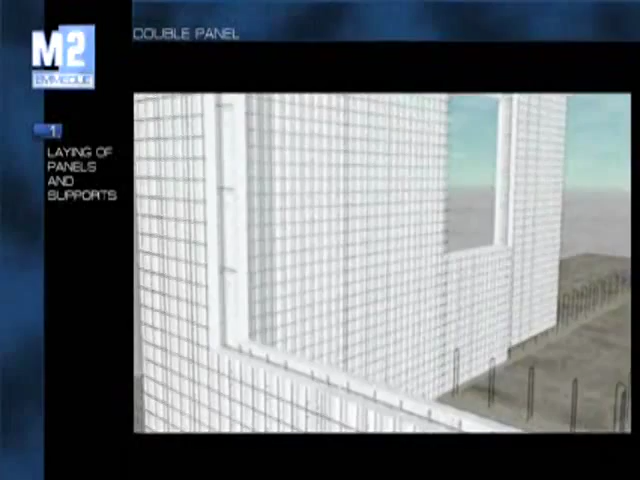 DOUBLE PANEL
M2
EMMEDUE
1
LAYING OF
PANELS
AND
SUPPORTS